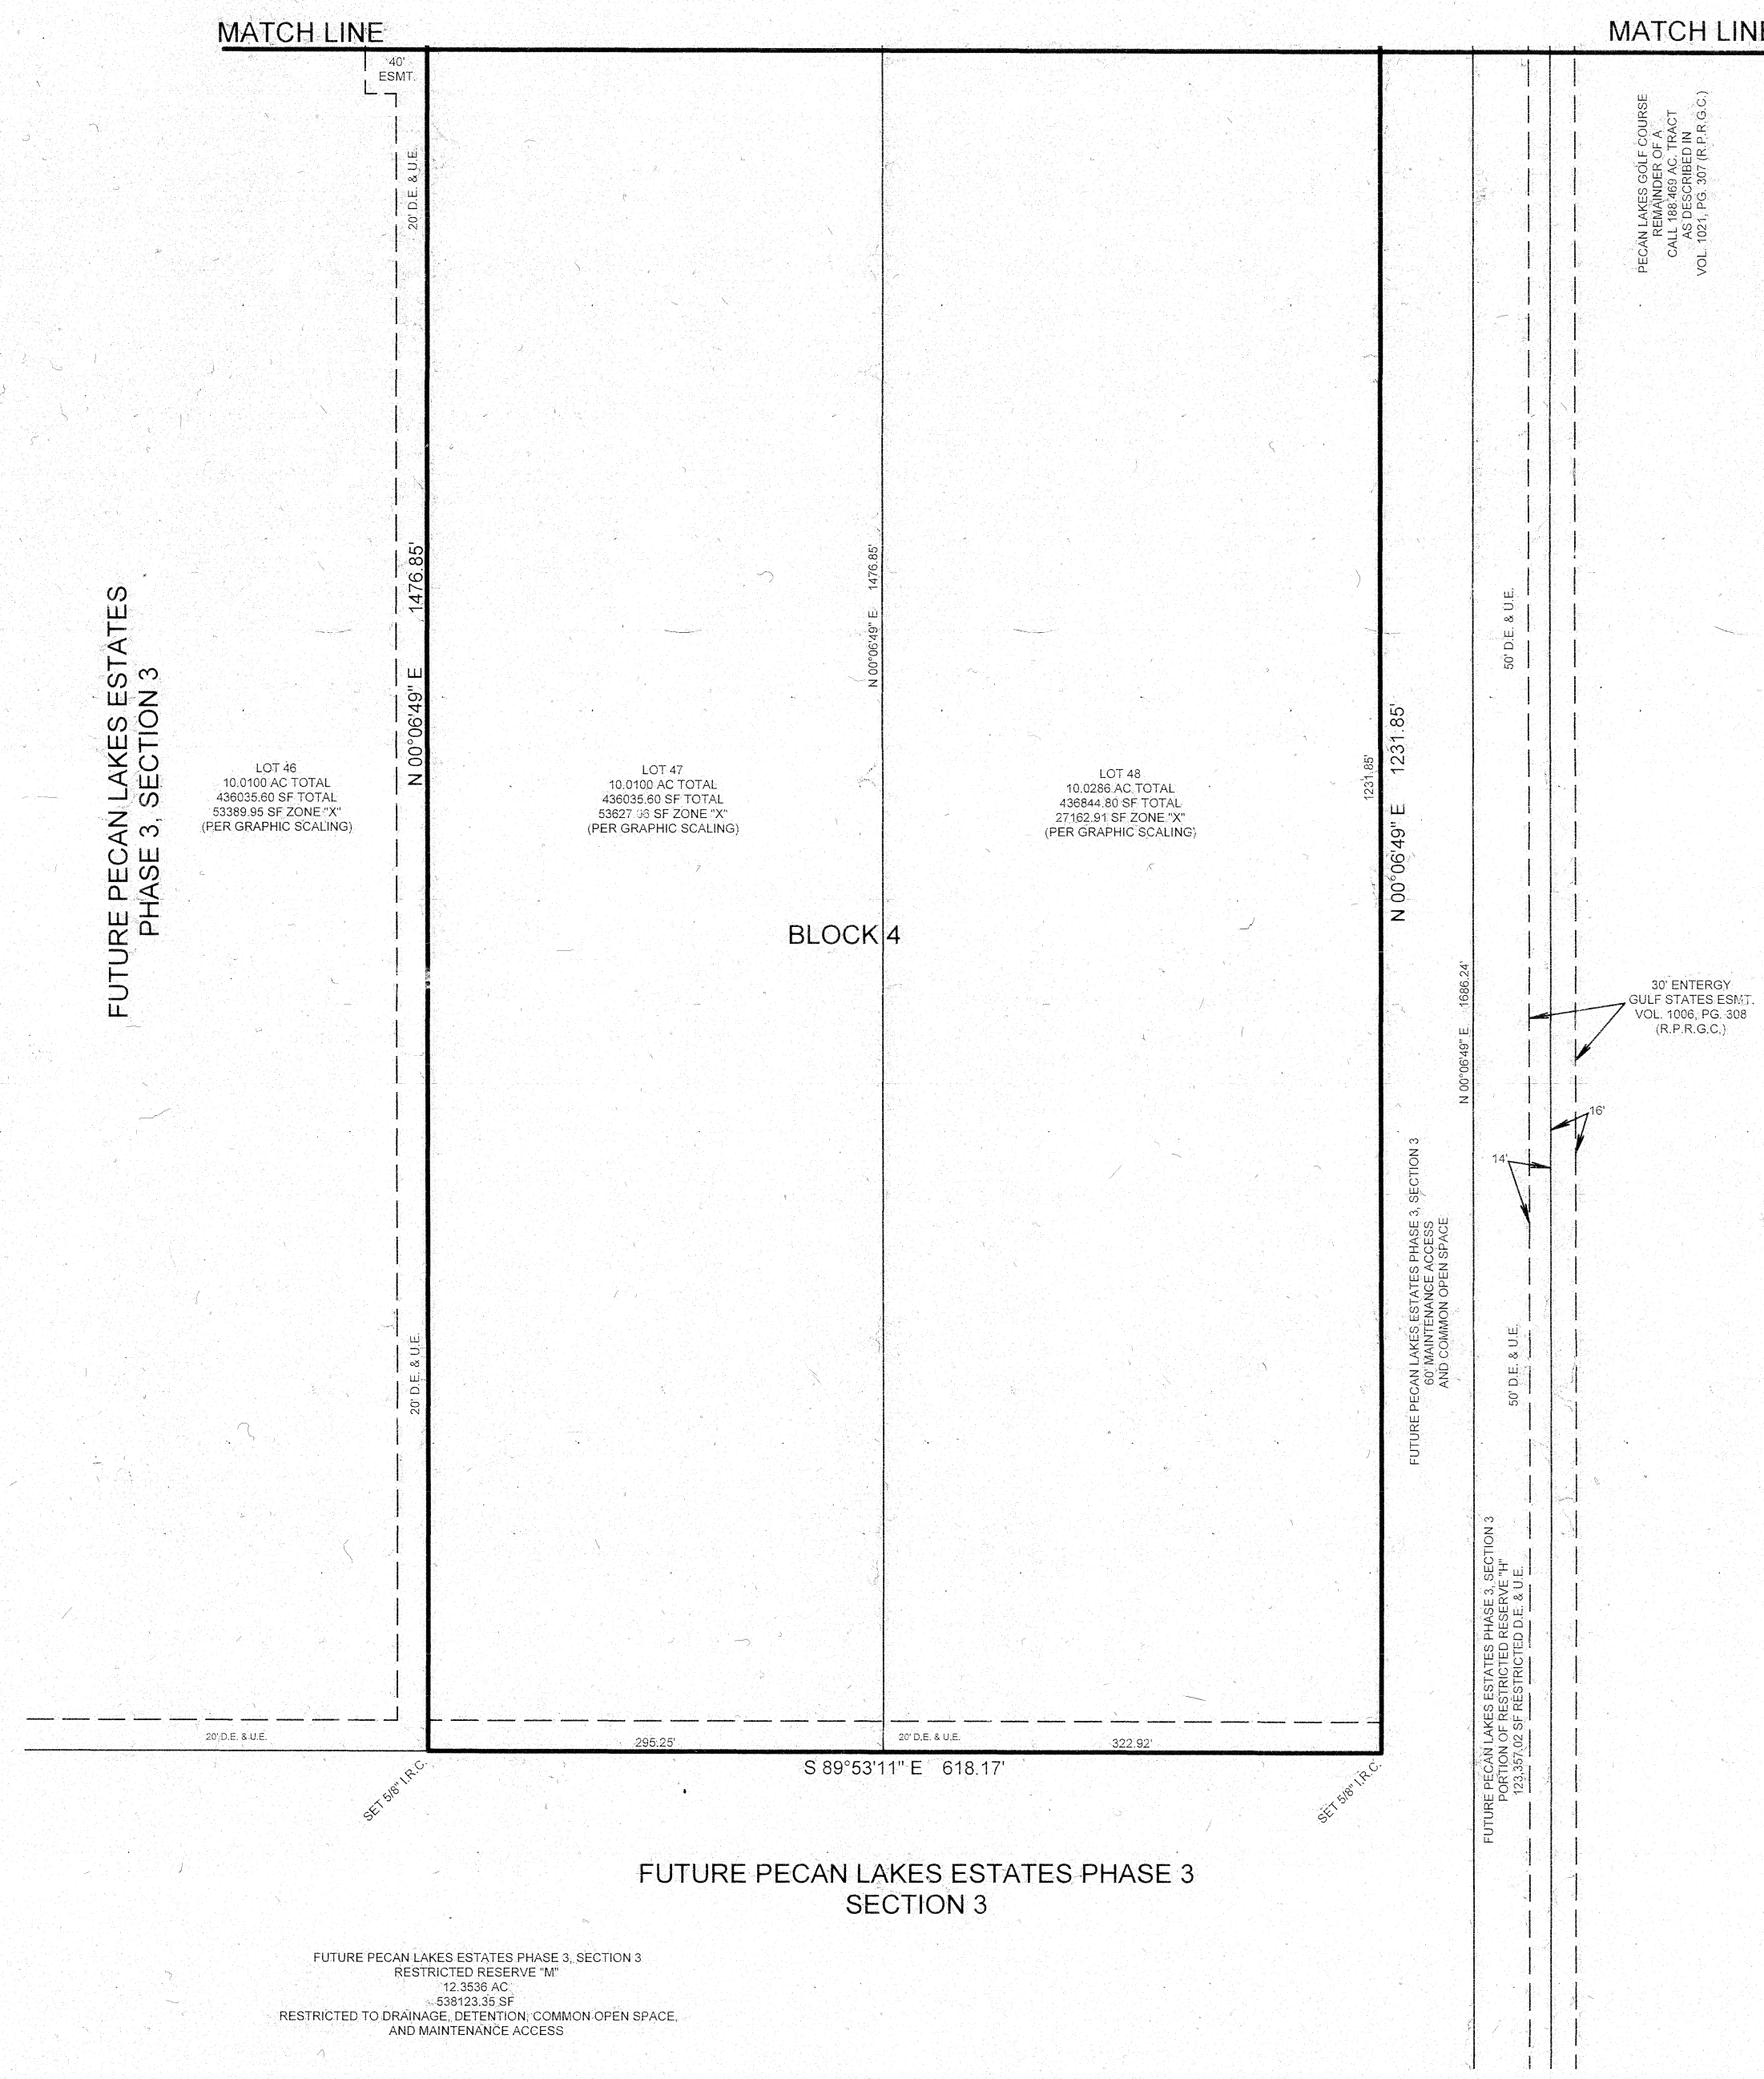 MATCH LINE
MATCH LINE
40'
ESMT.
20' D.E. & U.E.
PECAN LAKES GOLF COURSE
REMAINDER OF A
CALL 188.469 AC. TRACT
AS DESCRIBED IN
VOL. 1021, PG. 307 (R.P.R.G.C.)
FUTURE PECAN LAKES ESTATES
PHASE 3, SECTION 3
N 00°06'49" E 1476.85'
N 00°06'49" E 1476.85'
50' D.E. & U.E.
LOT 46
10.0100 AC TOTAL
436035.60 SF TOTAL
53389.95 SF ZONE "X"
(PER GRAPHIC SCALING)
LOT 47
10.0100 AC TOTAL
436035.60 SF TOTAL
SF ZONE "X"
(PER GRAPHIC SCALING)
LOT 48
10.0286 AC TOTAL
436844.80 SF TOTAL
27162.91 SF ZONE "X"
(PER GRAPHIC SCALING)
1231.85'
N 00°06'49" E 1231.85'
BLOCK 4
N 00°06'49" E 1686.24'
30' ENTERGY
GULF STATES ESMT.
VOL. 1006, PG. 308
(R.P.R.G.C.)
16'
14'
FUTURE PECAN LAKES ESTATES PHASE 3, SECTION 3
60' MAINTENANCE ACCESS
AND COMMON OPEN SPACE
20' D.E. & U.E.
50' D.E. & U.E.
FUTURE PECAN LAKES ESTATES PHASE 3, SECTION 3
PORTION OF RESTRICTED RESERVE "H"
123,357.02 SF RESTRICTED D.E. & U.E.
20' D.E. & U.E.
295.25'
20' D.E. & U.E.
322.92'
S 89°53'11" E 618.17'
SET 5/8" I.R.C.
SET 5/8" I.R.C.
FUTURE PECAN LAKES ESTATES PHASE 3
SECTION 3
FUTURE PECAN LAKES ESTATES PHASE 3, SECTION 3
RESTRICTED RESERVE "M"
12.3536 AC
538123.35 SF
RESTRICTED TO DRAINAGE, DETENTION, COMMON OPEN SPACE,
AND MAINTENANCE ACCESS